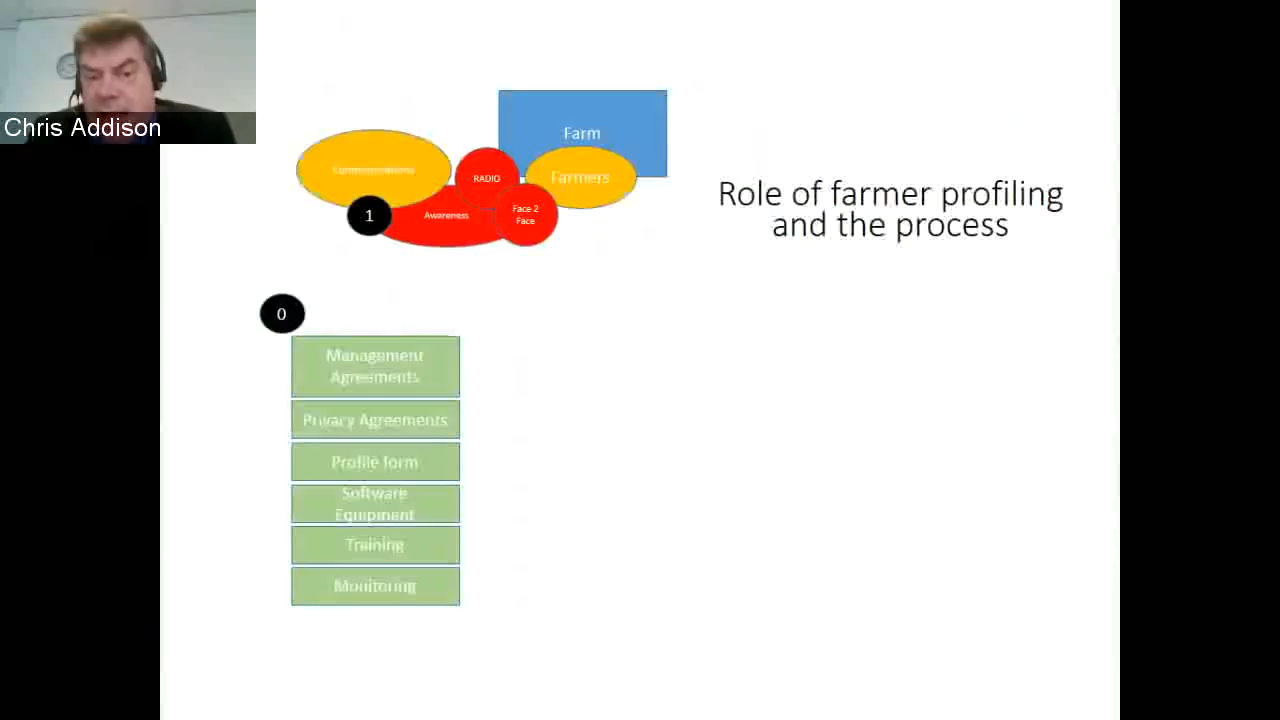 Chris Addison
Farm
Communications
RADIO
Farmers
1
Awareness
Face 2
Face
Role of farmer profiling
and the process
0
Management
Agreements
Privacy Agreements
Profile form
Software
Equipment
Training
Monitoring